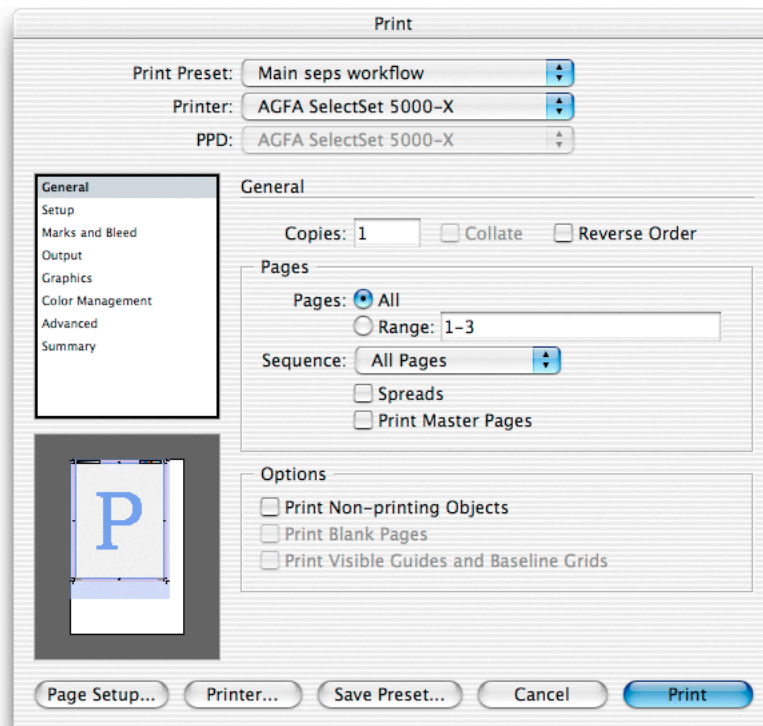 Print
Print Preset: Main seps workflow
Printer: AGFA SelectSet 5000-X
PPD: AGFA SelectSet 5000-X
General
Setup
Marks and Bleed
Output
Graphics
Color Management
Advanced
Summary
General
Copies: 1 Collate Reverse Order
Pages
Pages: All
Range: 1-3
Sequence: All Pages
Spreads
Print Master Pages
P
Options
Print Non-printing Objects
Print Blank Pages
Print Visible Guides and Baseline Grids
Page Setup... Printer... Save Preset... Cancel Print